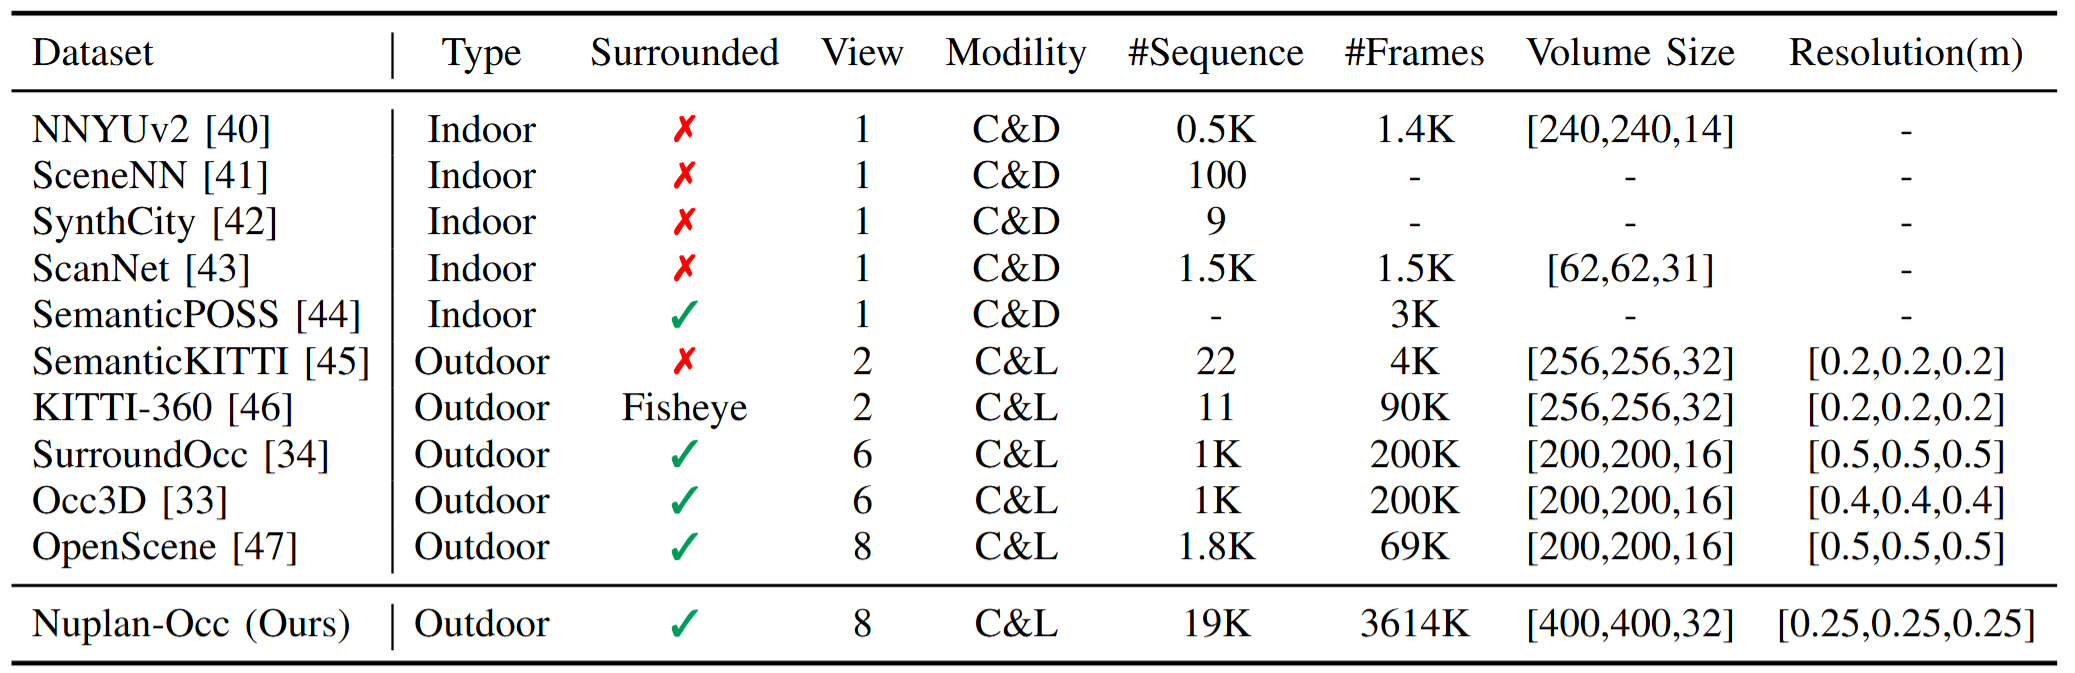 Dataset Type Surrounded View Modility #Sequence #Frames Volume Size Resolution(m)
NNYUv2 [40] Indoor ✗ 1 C&D 0.5K 1.4K [240,240,14] -
SceneNN [41] Indoor ✗ 1 C&D 100 - - -
SynthCity [42] Indoor ✗ 1 C&D 9 - - -
ScanNet [43] Indoor ✗ 1 C&D 1.5K 1.5K [62,62,31] -
SemanticPOSS [44] Indoor ✓ 1 C&D - 3K - -
SemanticKITTI [45] Outdoor ✗ 2 C&L 22 4K [256,256,32] [0.2,0.2,0.2]
KITTI-360 [46] Outdoor Fisheye 2 C&L 11 90K [256,256,32] [0.2,0.2,0.2]
SurroundOcc [34] Outdoor ✓ 6 C&L 1K 200K [200,200,16] [0.5,0.5,0.5]
Occ3D [33] Outdoor ✓ 6 C&L 1K 200K [200,200,16] [0.4,0.4,0.4]
OpenScene [47] Outdoor ✓ 8 C&L 1.8K 69K [200,200,16] [0.5,0.5,0.5]
Nuplan-Occ (Ours) Outdoor ✓ 8 C&L 19K 3614K [400,400,32] [0.25,0.25,0.25]